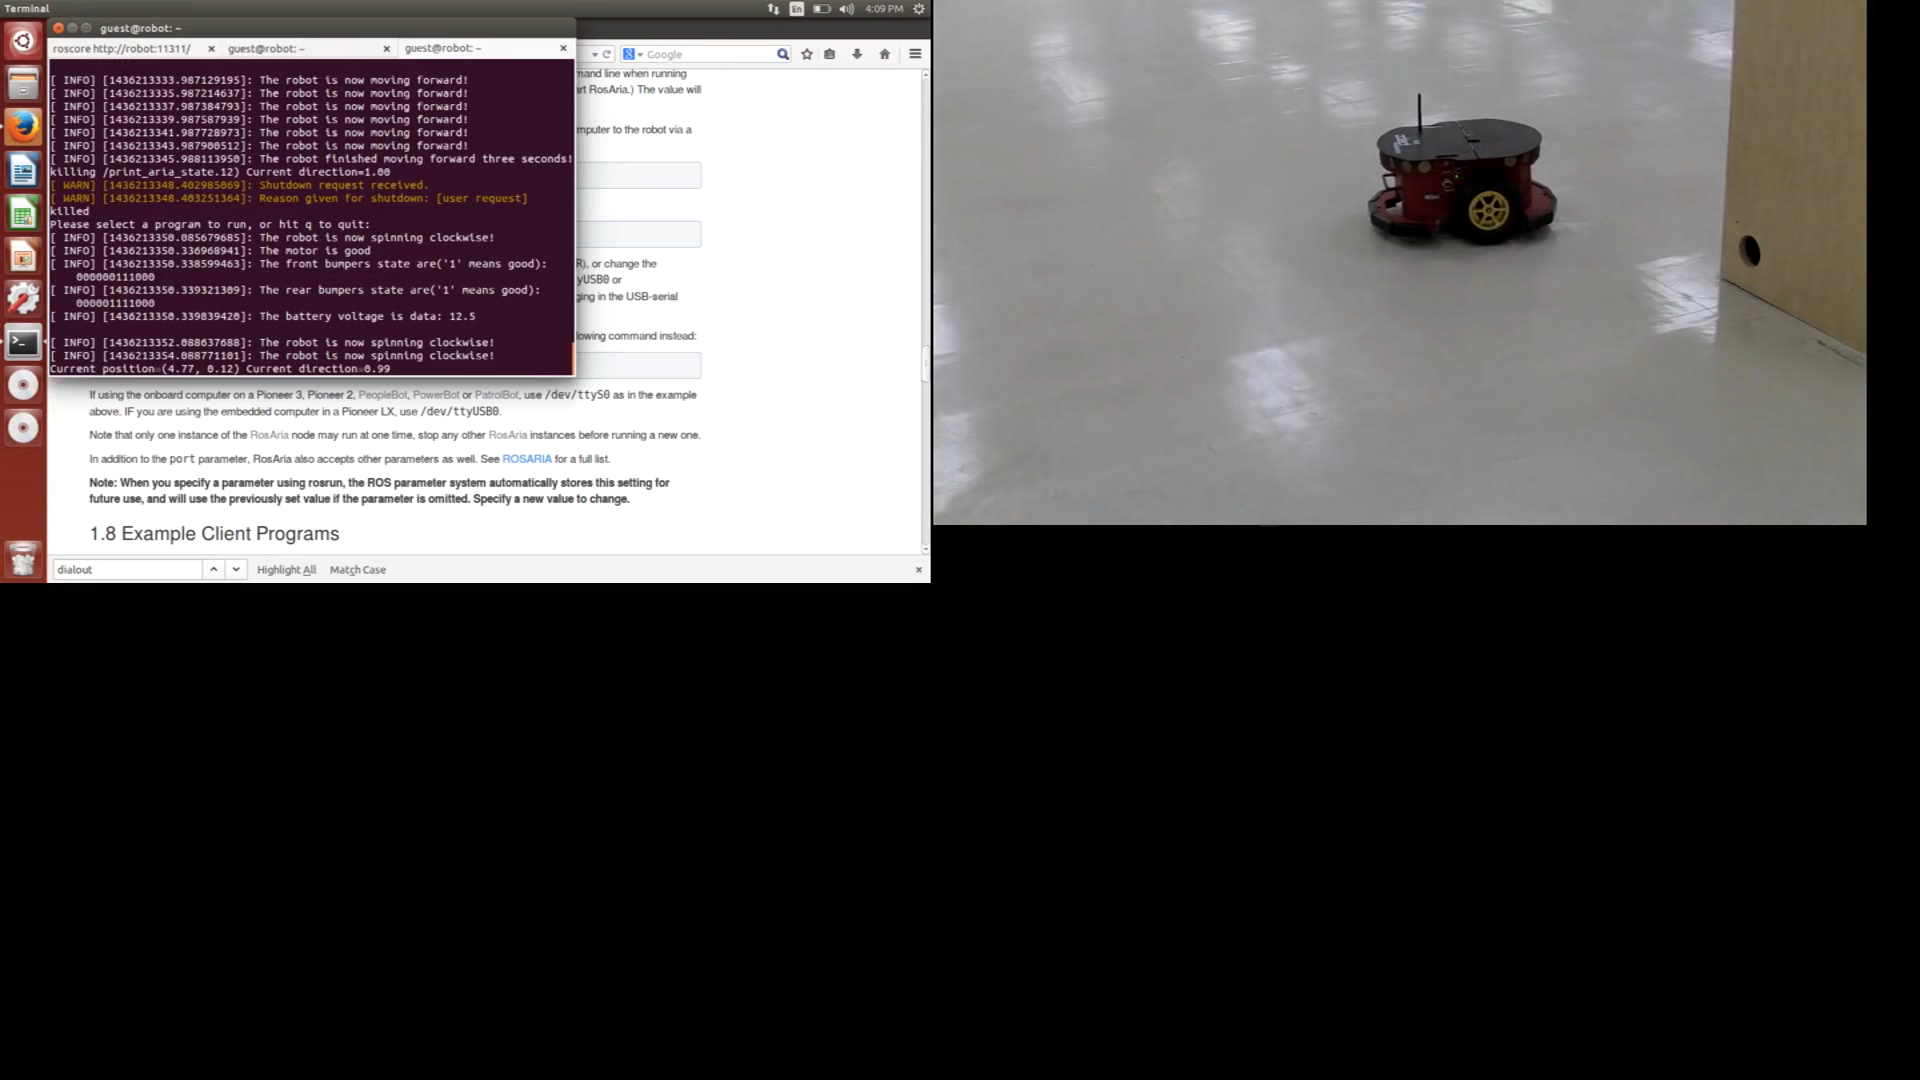 Terminal
En
4:09 PM
guest@robot: ~
roscore http://robot:11311/
guest@robot: ~
guest@robot: ~
Google
[ INFO] [1436213333.987129195]: The robot is now moving forward!
[ INFO] [1436213335.987214637]: The robot is now moving forward!
[ INFO] [1436213337.987384793]: The robot is now moving forward!
[ INFO] [1436213339.987587939]: The robot is now moving forward!
[ INFO] [1436213341.987728973]: The robot is now moving forward!
[ INFO] [1436213343.987900512]: The robot is now moving forward!
[ INFO] [1436213345.988113950]: The robot finished moving forward three seconds!
killing /print_aria_state.12) Current direction=1.00
[ WARN] [1436213348.402985069]: Shutdown request received.
[ WARN] [1436213348.403251364]: Reason given for shutdown: [user request]
killed
Please select a program to run, or hit q to quit:
[ INFO] [1436213350.085679685]: The robot is now spinning clockwise!
[ INFO] [1436213350.336968941]: The motor is good
[ INFO] [1436213350.338599463]: The front bumpers state are('1' means good):
000000111000
[ INFO] [1436213350.339321309]: The rear bumpers state are('1' means good):
000001111000
[ INFO] [1436213350.339839420]: The battery voltage is data: 12.5
[ INFO] [1436213352.088637688]: The robot is now spinning clockwise!
[ INFO] [1436213354.088771101]: The robot is now spinning clockwise!
Current position=(4.77, 0.12) Current direction=0.99
mand line when running
art RosAria.) The value will
mputer to the robot via a
R), or change the
yUSB0 or
ging in the USB-serial
lowing command instead:
If using the onboard computer on a Pioneer 3, Pioneer 2, PeopleBot, PowerBot or PatrolBot, use /dev/ttyS0 as in the example
above. IF you are using the embedded computer in a Pioneer LX, use /dev/ttyUSB0.
Note that only one instance of the RosAria node may run at one time, stop any other RosAria instances before running a new one.
In addition to the port parameter, RosAria also accepts other parameters as well. See ROSARIA for a full list.
Note: When you specify a parameter using rosrun, the ROS parameter system automatically stores this setting for
future use, and will use the previously set value if the parameter is omitted. Specify a new value to change.
1.8 Example Client Programs
dialout
Highlight All
Match Case